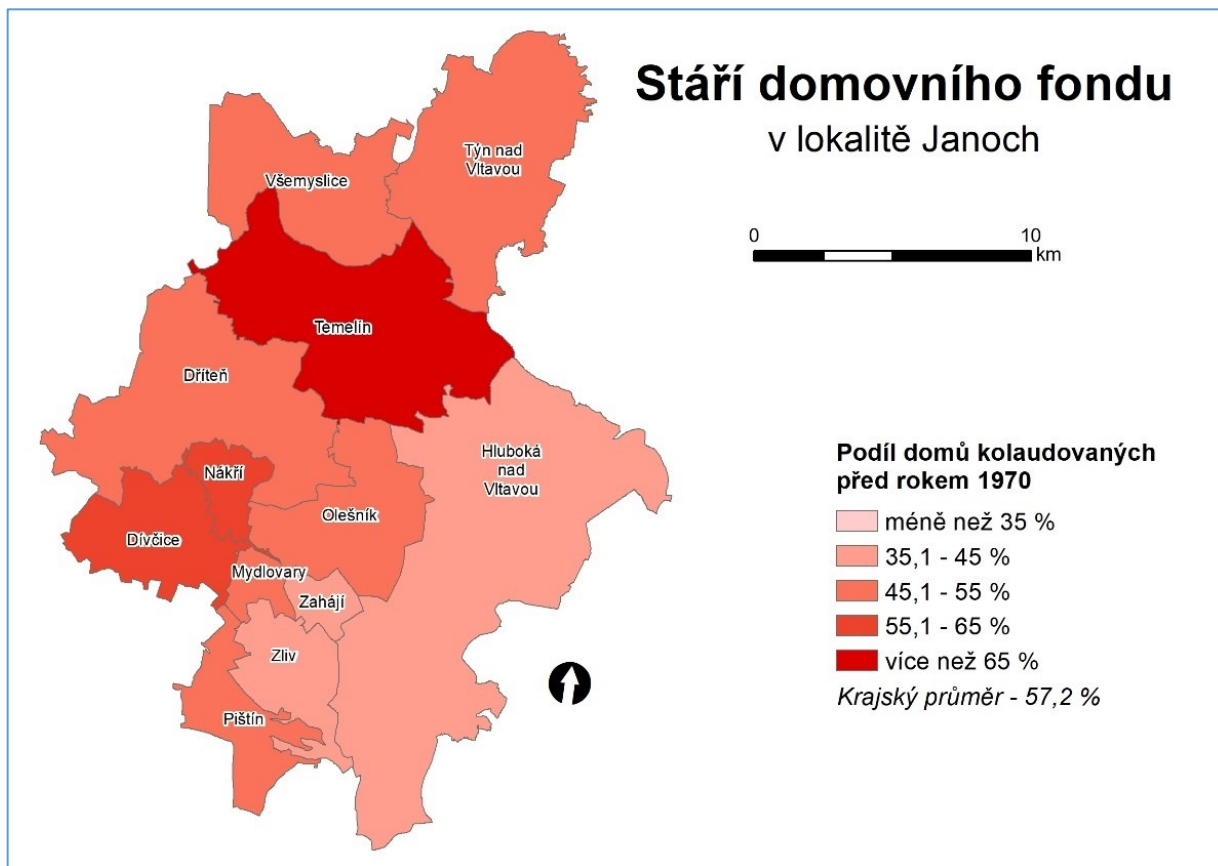 Stáří domovního fondu
v lokalitě Janoch
0 10
km
Týn nad
Vltavou
Všemyslice
Temelín
Dříteň
Hluboká
nad
Vltavou
Nákří
Olešník
Dívčice
Mydlovary
Zahájí
Zliv
Pištín
Podíl domů kolaudovaných
před rokem 1970
méně než 35 %
35,1 - 45 %
45,1 - 55 %
55,1 - 65 %
více než 65 %
Krajský průměr - 57,2 %